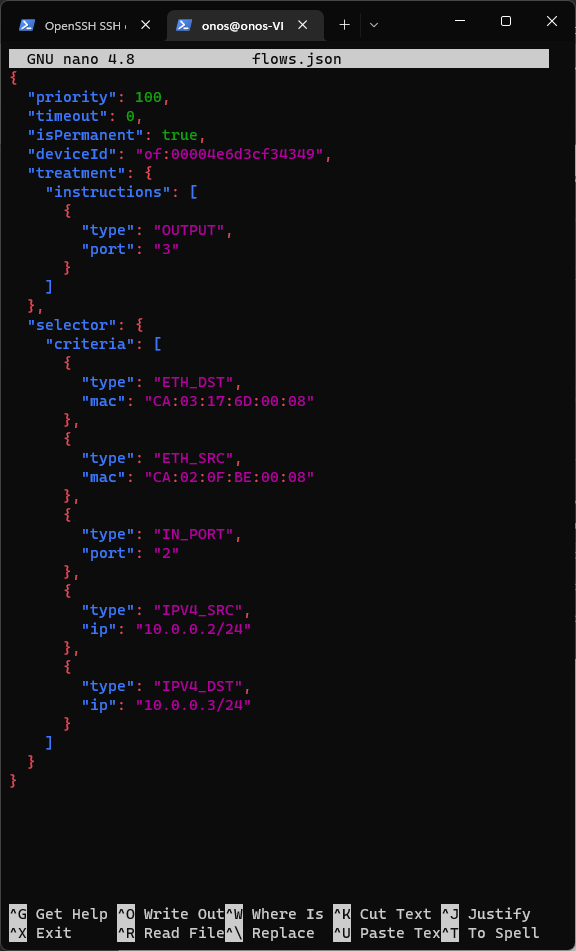 OpenSSH SSH
onos@onos-VI
GNU nano 4.8 flows.json
{
  "priority": 100,
  "timeout": 0,
  "isPermanent": true,
  "deviceId": "of:00004e6d3cf34349",
  "treatment": {
    "instructions": [
      {
        "type": "OUTPUT",
        "port": "3"
      }
    ]
  },
  "selector": {
    "criteria": [
      {
        "type": "ETH_DST",
        "mac": "CA:03:17:6D:00:08"
      },
      {
        "type": "ETH_SRC",
        "mac": "CA:02:0F:BE:00:08"
      },
      {
        "type": "IN_PORT",
        "port": "2"
      },
      {
        "type": "IPV4_SRC",
        "ip": "10.0.0.2/24"
      },
      {
        "type": "IPV4_DST",
        "ip": "10.0.0.3/24"
      }
    ]
  }
}
^G Get Help ^O Write Out^W Where Is ^K Cut Text ^J Justify
^X Exit ^R Read File^\ Replace ^U Paste Tex^T To Spell